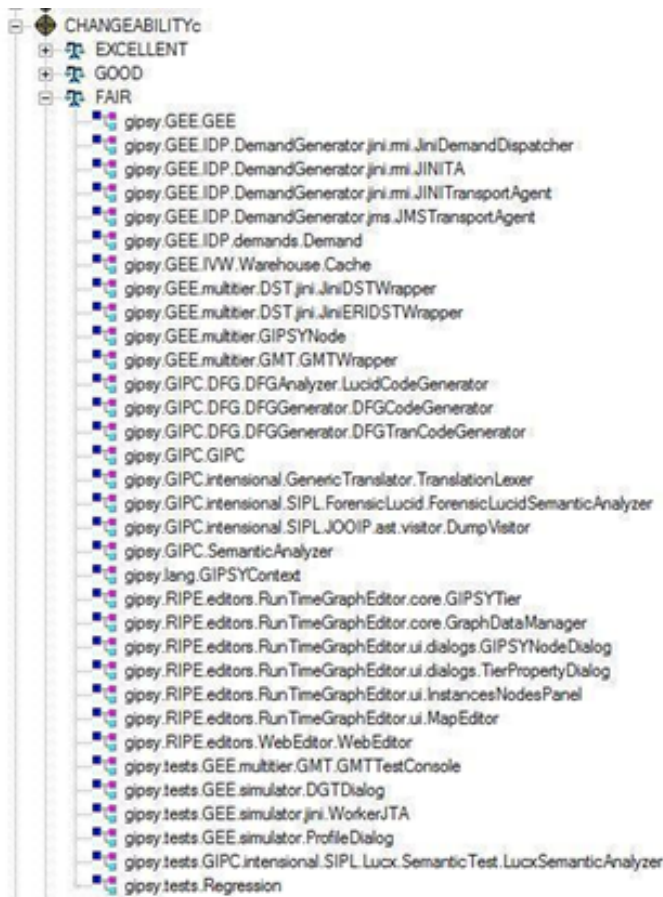 CHANGEABILITYc
EXCELLENT
GOOD
FAIR
gipsy.GEE.GEE
gipsy.GEE.IDP.DemandGenerator.jini.rmi.JiniDemandDispatcher
gipsy.GEE.IDP.DemandGenerator.jini.rmi.JINITA
gipsy.GEE.IDP.DemandGenerator.jini.rmi.JINITransportAgent
gipsy.GEE.IDP.DemandGenerator.jms.JMSTransportAgent
gipsy.GEE.IDP.demands.Demand
gipsy.GEE.IVW.Warehouse.Cache
gipsy.GEE.multitier.DST.jini.JiniDSTWrapper
gipsy.GEE.multitier.DST.jini.JiniERIDSTWrapper
gipsy.GEE.multitier.GIPSYNode
gipsy.GEE.multitier.GMT.GMTWrapper
gipsy.GIPC.DFG.DFGAnalyzer.LucidCodeGenerator
gipsy.GIPC.DFG.DFGGenerator.DFGCodeGenerator
gipsy.GIPC.DFG.DFGGenerator.DFGTranCodeGenerator
gipsy.GIPC.GIPC
gipsy.GIPC.intensional.GenericTranslator.TranslationLexer
gipsy.GIPC.intensional.SIPL.ForensicLucid.ForensicLucidSemanticAnalyzer
gipsy.GIPC.intensional.SIPL.JOOIP.ast.visitor.DumpVisitor
gipsy.GIPC.SemanticAnalyzer
gipsy.lang.GIPSYContext
gipsy.RIPE.editors.RunTimeGraphEditor.core.GIPSYTier
gipsy.RIPE.editors.RunTimeGraphEditor.core.GraphDataManager
gipsy.RIPE.editors.RunTimeGraphEditor.ui.dialogs.GIPSYNodeDialog
gipsy.RIPE.editors.RunTimeGraphEditor.ui.dialogs.TierPropertyDialog
gipsy.RIPE.editors.RunTimeGraphEditor.ui.InstancesNodesPanel
gipsy.RIPE.editors.RunTimeGraphEditor.ui.MapEditor
gipsy.RIPE.editors.WebEditor.WebEditor
gipsy.tests.GEE.multitier.GMT.GMTTestConsole
gipsy.tests.GEE.simulator.DGTDialog
gipsy.tests.GEE.simulator.jini.WorkerJTA
gipsy.tests.GEE.simulator.ProfileDialog
gipsy.tests.GIPC.intensional.SIPL.Lucx.SemanticTest.LucxSemanticAnalyzer
gipsy.tests.Regression